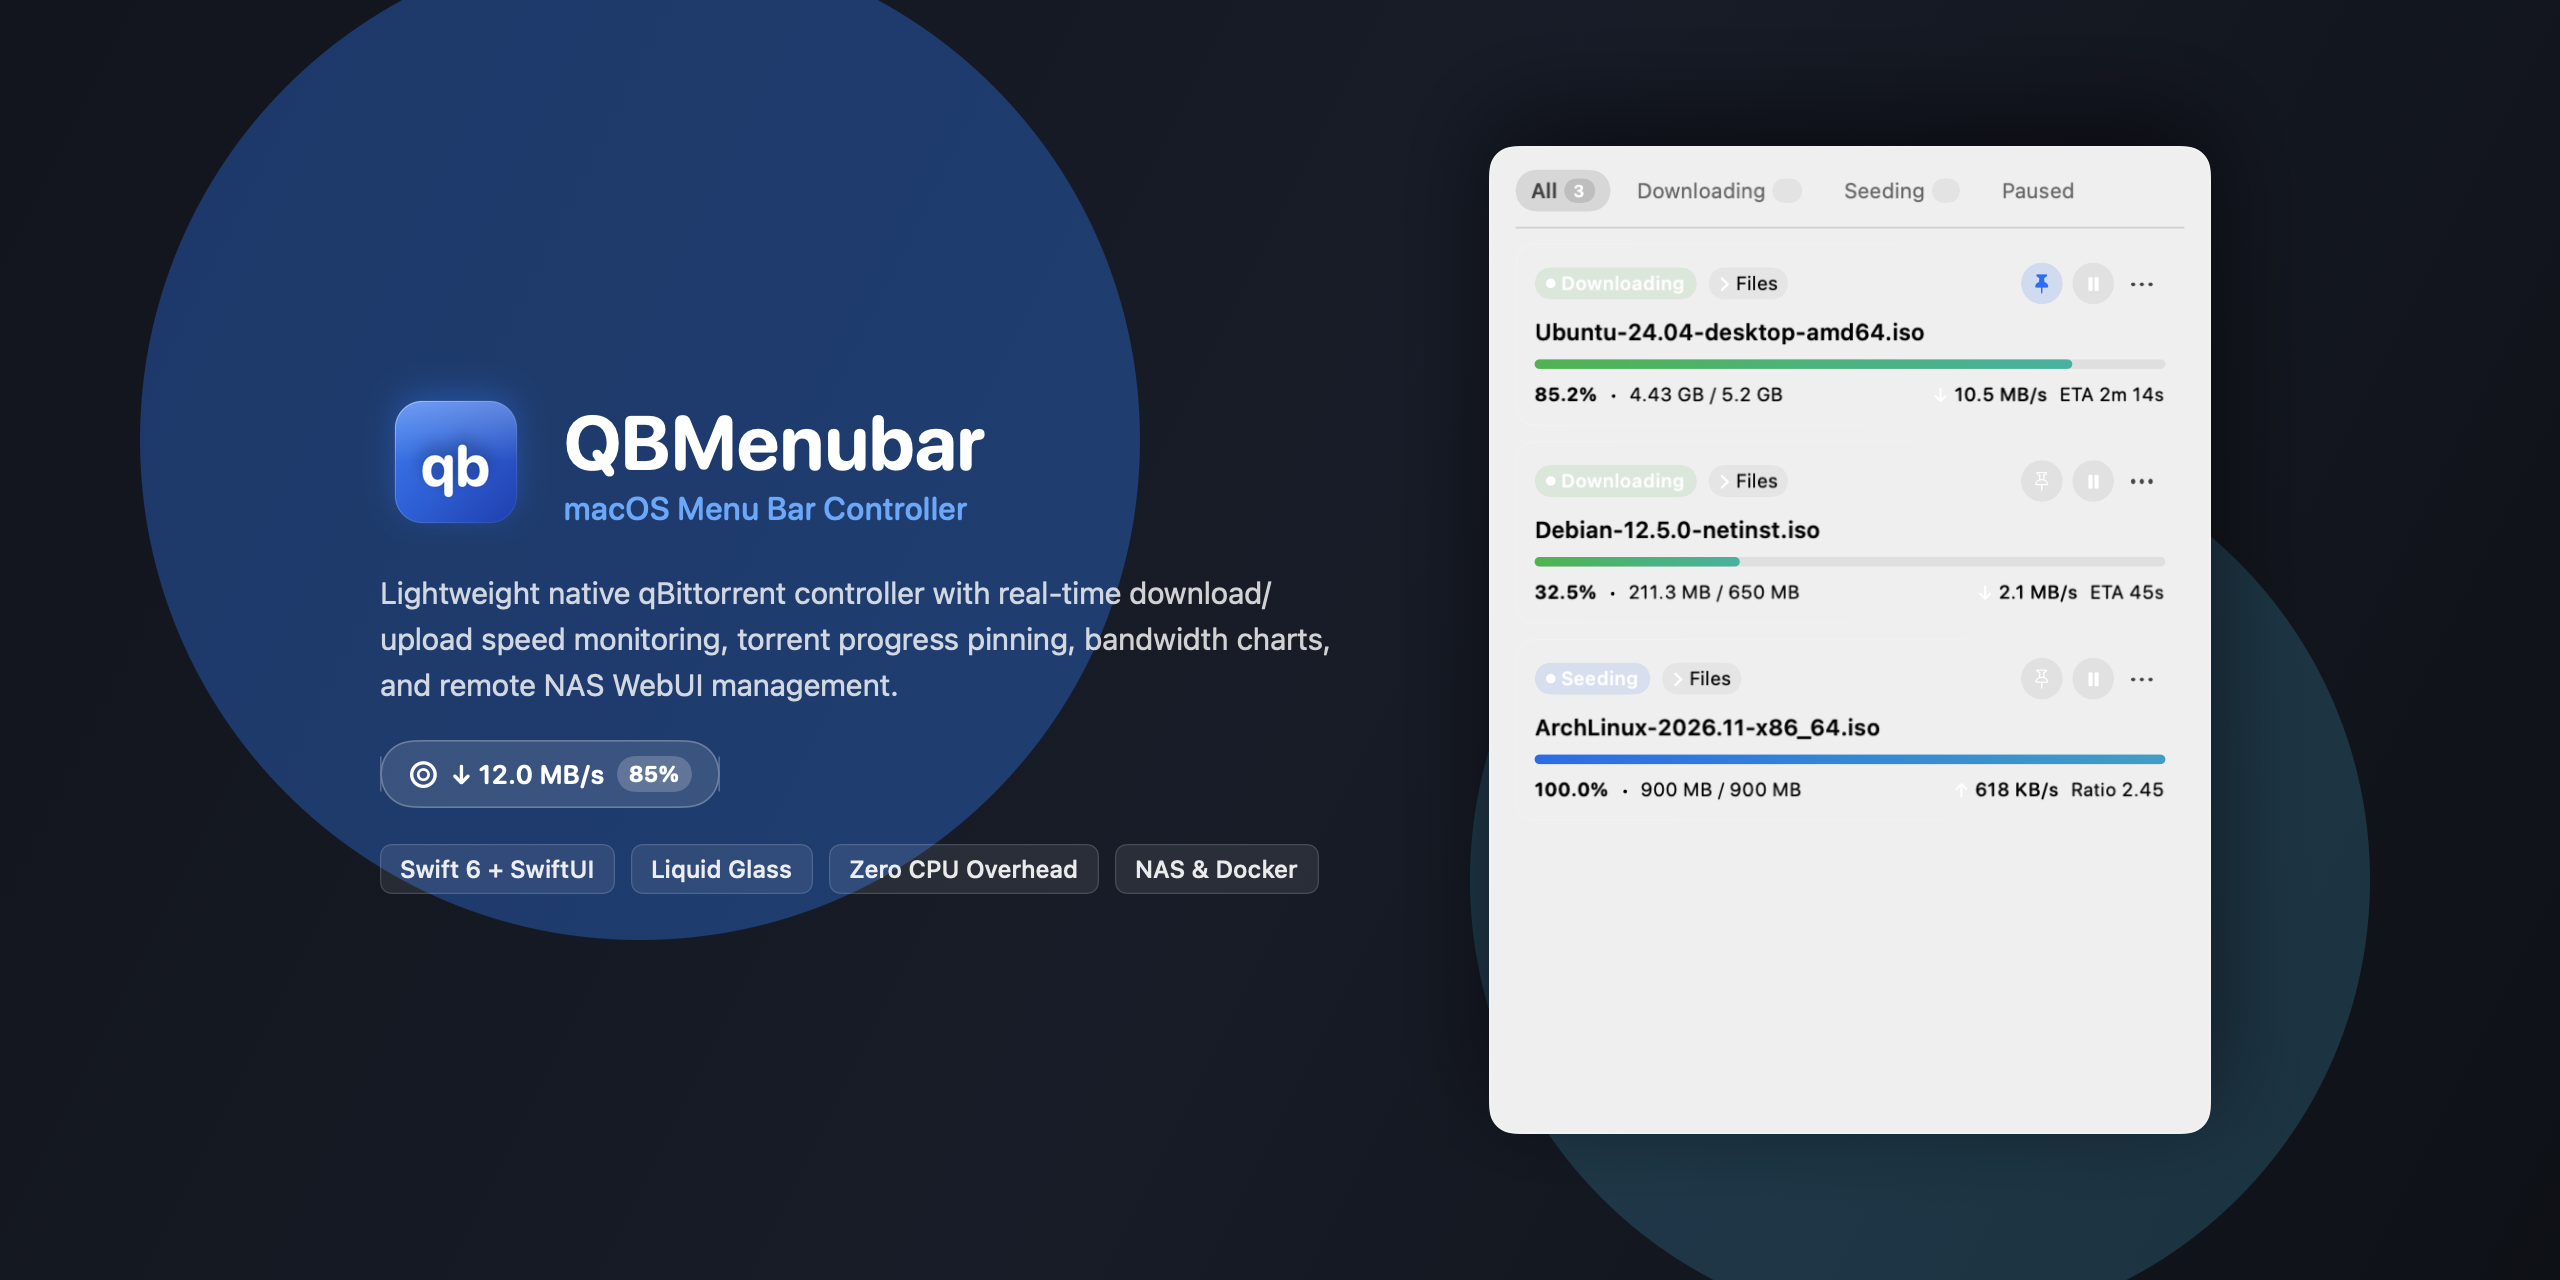 qb
QBMenubar
macOS Menu Bar Controller
Lightweight native qBittorrent controller with real-time download/
upload speed monitoring, torrent progress pinning, bandwidth charts,
and remote NAS WebUI management.
↓ 12.0 MB/s 85%
Swift 6 + SwiftUI Liquid Glass Zero CPU Overhead NAS & Docker
All 3 Downloading Seeding Paused
Downloading Files
Ubuntu-24.04-desktop-amd64.iso
85.2% · 4.43 GB / 5.2 GB ↓ 10.5 MB/s ETA 2m 14s
Downloading Files
Debian-12.5.0-netinst.iso
32.5% · 211.3 MB / 650 MB ↓ 2.1 MB/s ETA 45s
Seeding Files
ArchLinux-2026.11-x86_64.iso
100.0% · 900 MB / 900 MB ↑ 618 KB/s Ratio 2.45